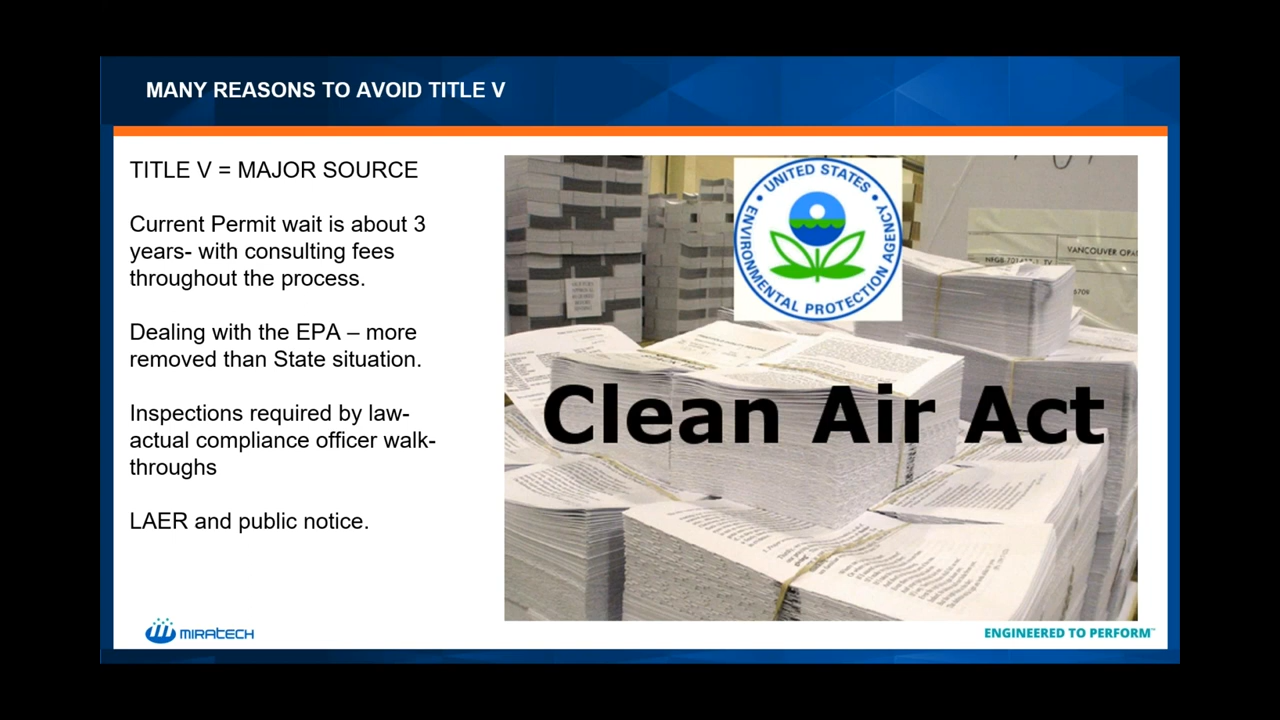 MANY REASONS TO AVOID TITLE V
TITLE V = MAJOR SOURCE
Current Permit wait is about 3
years- with consulting fees
throughout the process.
Dealing with the EPA – more
removed than State situation.
Inspections required by law-
actual compliance officer walk-
throughs
LAER and public notice.
UNITED STATES
ENVIRONMENTAL PROTECTION AGENCY
VANCOUVER
Clean Air Act
MIRATECH
ENGINEERED TO PERFORM™